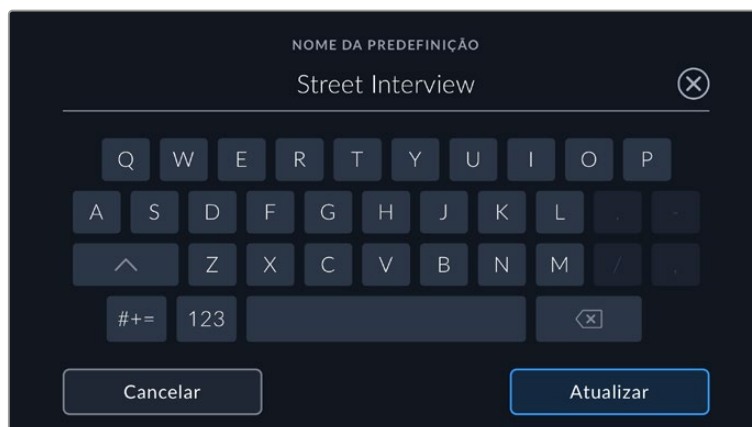 NOME DA PREDEFINIÇÃO
Street Interview
Q W E R T Y U I O P
A S D F G H J K L . -
Z X C V B N M / ,
#+= 123
Cancelar Atualizar